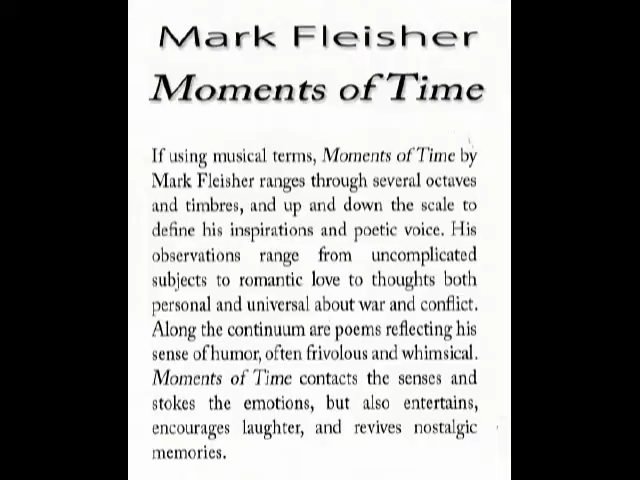 Mark Fleisher
Moments of Time
If using musical terms, Moments of Time by
Mark Fleisher ranges through several octaves
and timbres, and up and down the scale to
define his inspirations and poetic voice. His
observations range from uncomplicated
subjects to romantic love to thoughts both
personal and universal about war and conflict.
Along the continuum are poems reflecting his
sense of humor, often frivolous and whimsical.
Moments of Time contacts the senses and
stokes the emotions, but also entertains,
encourages laughter, and revives nostalgic
memories.